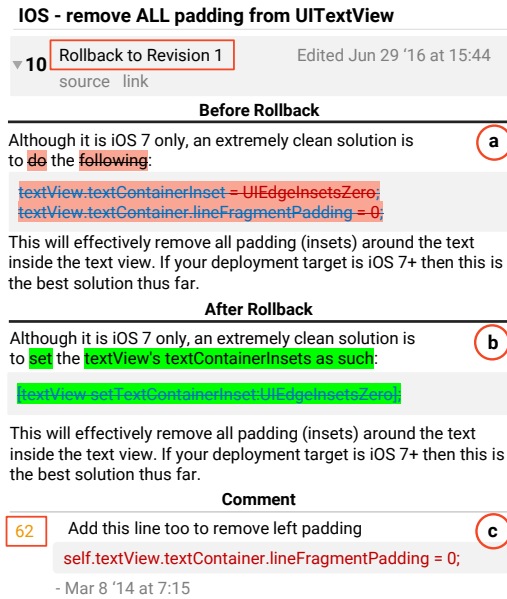 IOS - remove ALL padding from UITextView
10 Rollback to Revision 1 Edited Jun 29 ‘16 at 15:44
source link
Before Rollback
Although it is iOS 7 only, an extremely clean solution is
to do the following:
a
textView.textContainerInset = UIEdgeInsetsZero;
textView.textContainer.lineFragmentPadding = 0;
This will effectively remove all padding (insets) around the text
inside the text view. If your deployment target is iOS 7+ then this is
the best solution thus far.
After Rollback
Although it is iOS 7 only, an extremely clean solution is
to set the textView's textContainerInsets as such:
b
[textView setTextContainerInset:UIEdgeInsetsZero];
This will effectively remove all padding (insets) around the text
inside the text view. If your deployment target is iOS 7+ then this is
the best solution thus far.
Comment
62 Add this line too to remove left padding
c
self.textView.textContainer.lineFragmentPadding = 0;
- Mar 8 ‘14 at 7:15